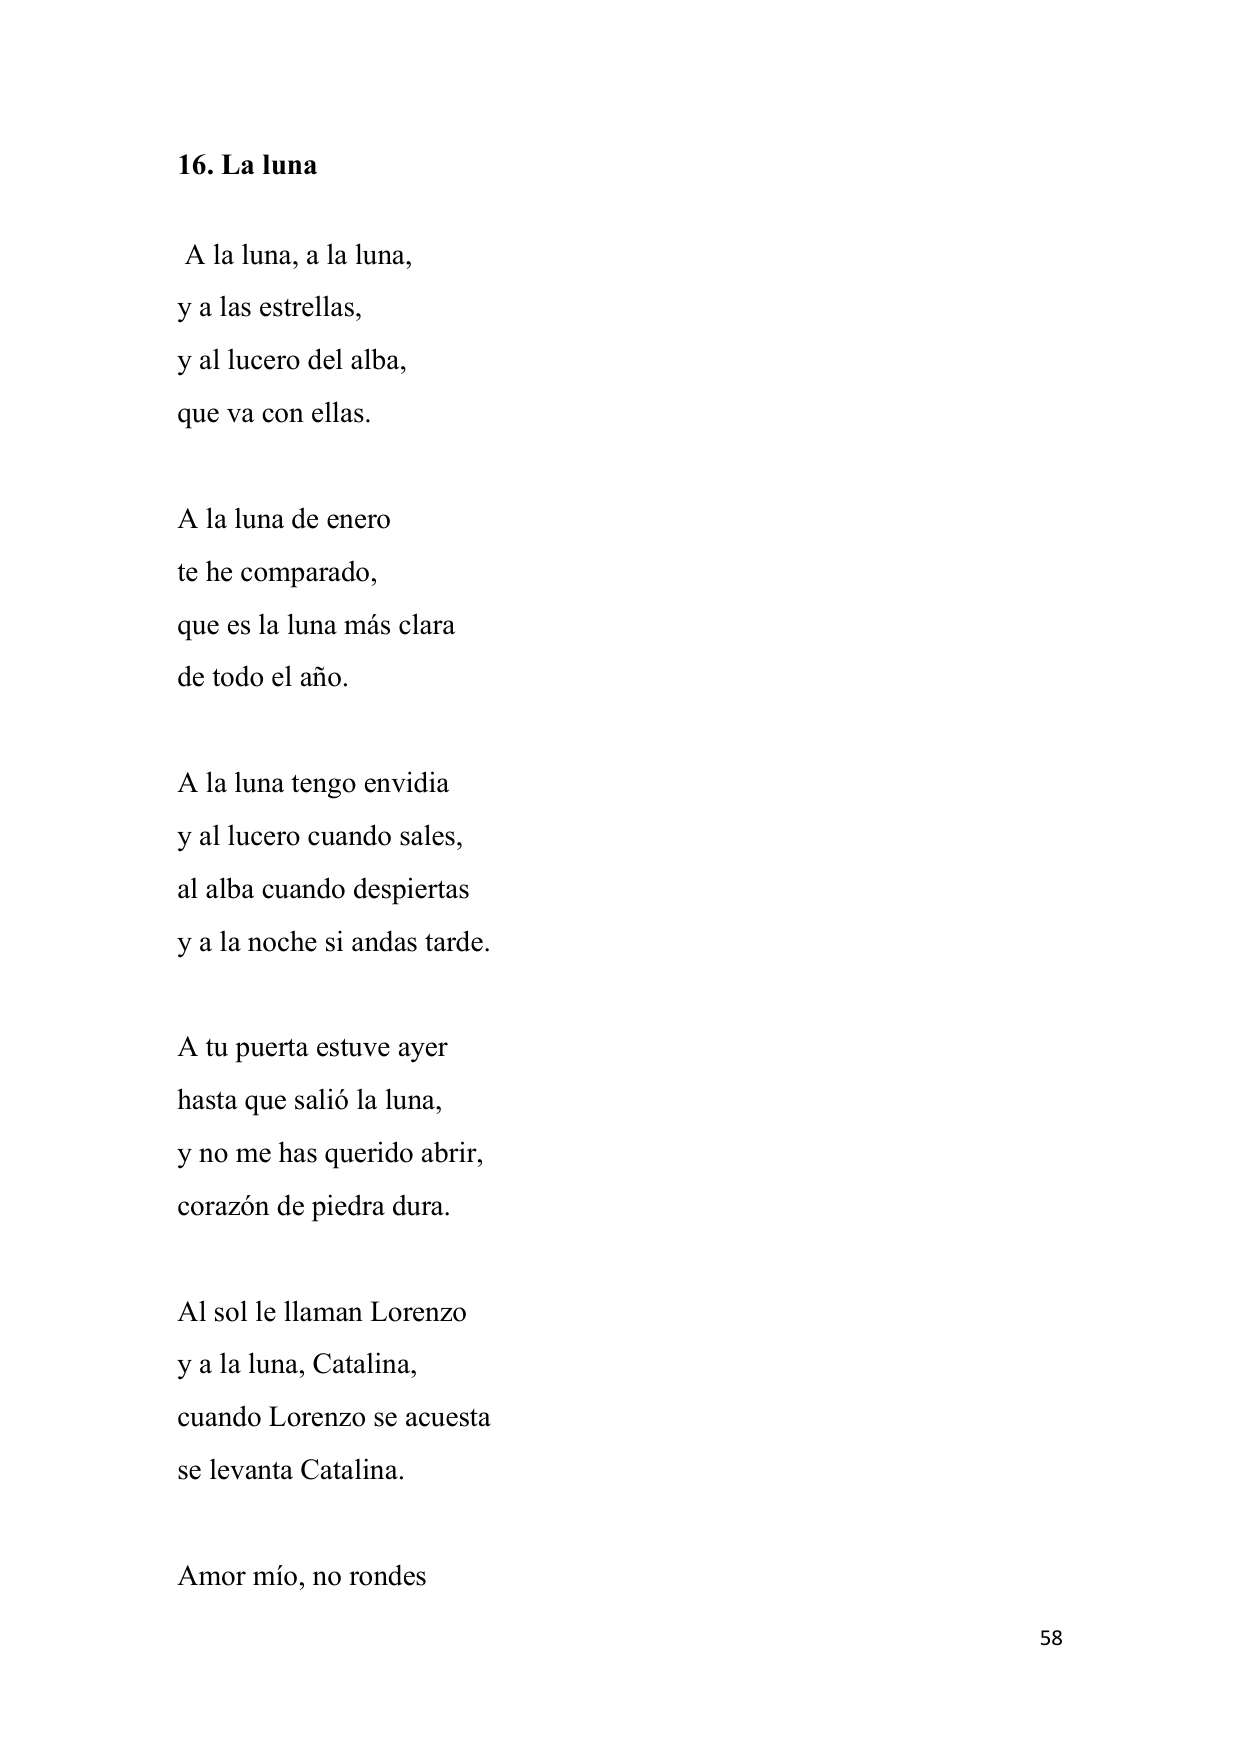 16. La luna
A la luna, a la luna,
y a las estrellas,
y al lucero del alba,
que va con ellas.
A la luna de enero
te he comparado,
que es la luna más clara
de todo el año.
A la luna tengo envidia
y al lucero cuando sales,
al alba cuando despiertas
y a la noche si andas tarde.
A tu puerta estuve ayer
hasta que salió la luna,
y no me has querido abrir,
corazón de piedra dura.
Al sol le llaman Lorenzo
y a la luna, Catalina,
cuando Lorenzo se acuesta
se levanta Catalina.
Amor mío, no rondes
58